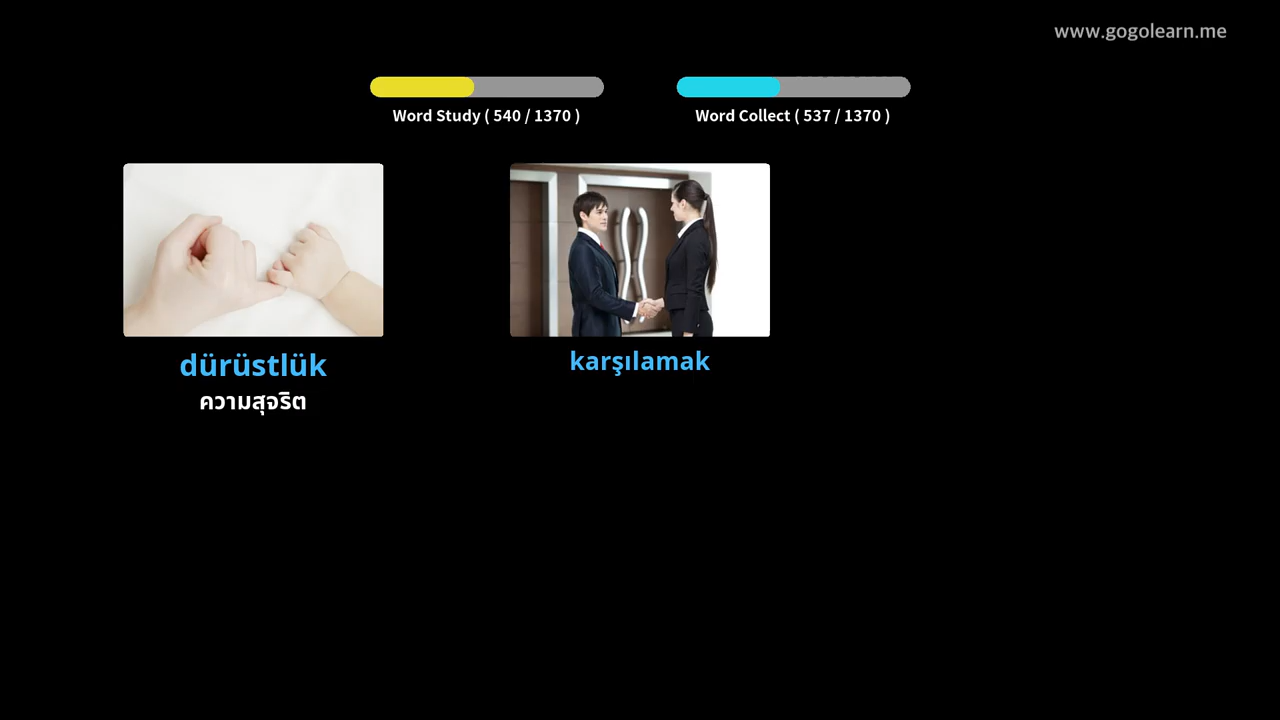 www.gogolearn.me
Word Study ( 540 / 1370 )
Word Collect ( 537 / 1370 )
dürüstlük
ความสุจริต
karşılamak